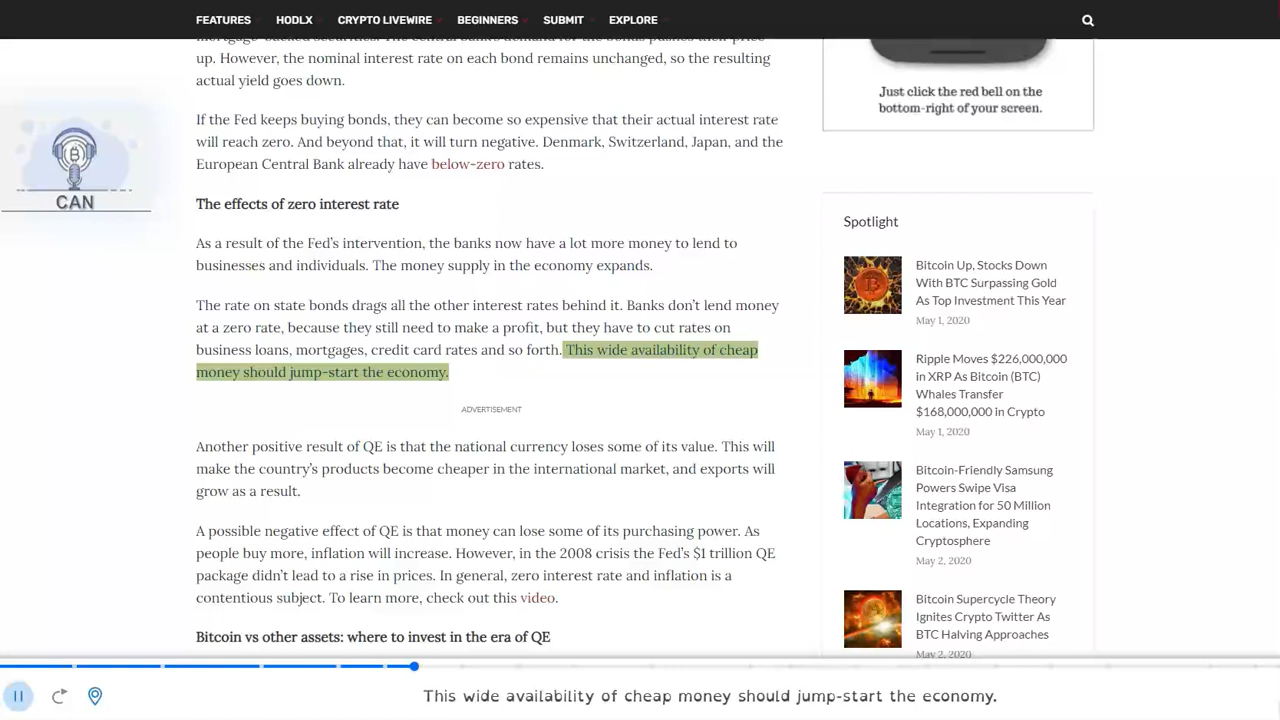 FEATURES
HODLX
CRYPTO LIVEWIRE
BEGINNERS
SUBMIT
EXPLORE
mortgage-backed securities. The central bank's demand for the bonds pushes their price
up. However, the nominal interest rate on each bond remains unchanged, so the resulting
actual yield goes down.
If the Fed keeps buying bonds, they can become so expensive that their actual interest rate
will reach zero. And beyond that, it will turn negative. Denmark, Switzerland, Japan, and the
European Central Bank already have below-zero rates.
CAN
The effects of zero interest rate
As a result of the Fed's intervention, the banks now have a lot more money to lend to
businesses and individuals. The money supply in the economy expands.
The rate on state bonds drags all the other interest rates behind it. Banks don't lend money
at a zero rate, because they still need to make a profit, but they have to cut rates on
business loans, mortgages, credit card rates and so forth. This wide availability of cheap
money should jump-start the economy.
ADVERTISEMENT
Another positive result of QE is that the national currency loses some of its value. This will
make the country's products become cheaper in the international market, and exports will
grow as a result.
A possible negative effect of QE is that money can lose some of its purchasing power. As
people buy more, inflation will increase. However, in the 2008 crisis the Fed's $1 trillion QE
package didn't lead to a rise in prices. In general, zero interest rate and inflation is a
contentious subject. To learn more, check out this video.
Bitcoin vs other assets: where to invest in the era of QE
Just click the red bell on the
bottom-right of your screen.
Spotlight
Bitcoin Up, Stocks Down
With BTC Surpassing Gold
As Top Investment This Year
May 1, 2020
Ripple Moves $226,000,000
in XRP As Bitcoin (BTC)
Whales Transfer
$168,000,000 in Crypto
May 1, 2020
Bitcoin-Friendly Samsung
Powers Swipe Visa
Integration for 50 Million
Locations, Expanding
Cryptosphere
May 2, 2020
Bitcoin Supercycle Theory
Ignites Crypto Twitter As
BTC Halving Approaches
May 2, 2020
This wide availability of cheap money should jump-start the economy.